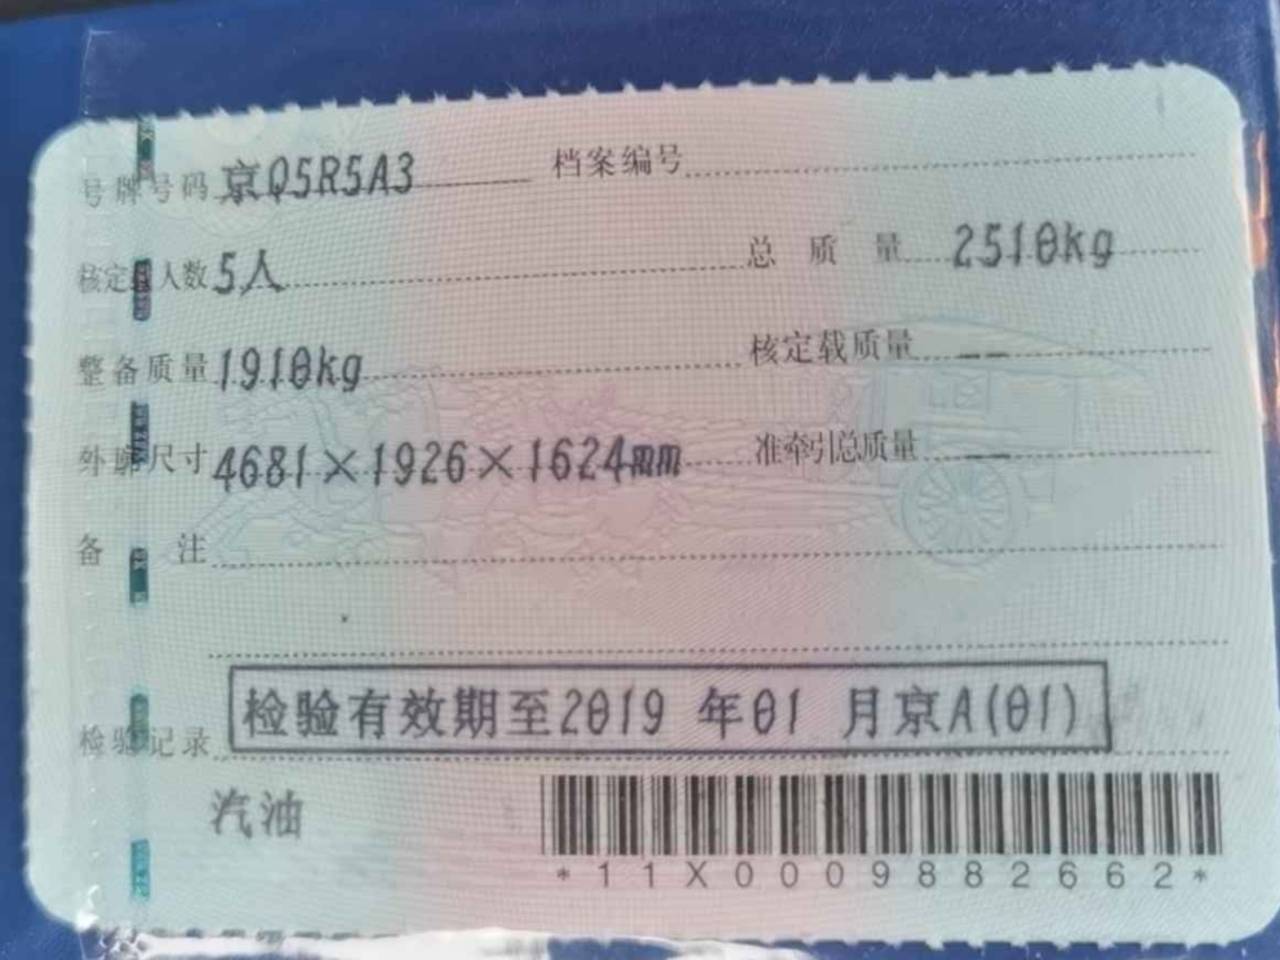 号牌号码 京Q5R5A3 档案编号
核定载人数 5人 总质量 2510kg
整备质量 1910kg 核定载质量 --
外廓尺寸 4681×1926×1624mm 准牵引总质量 --
备注
检验记录 检验有效期至2019 年01 月京A(01)
汽油
*11X0009882662*